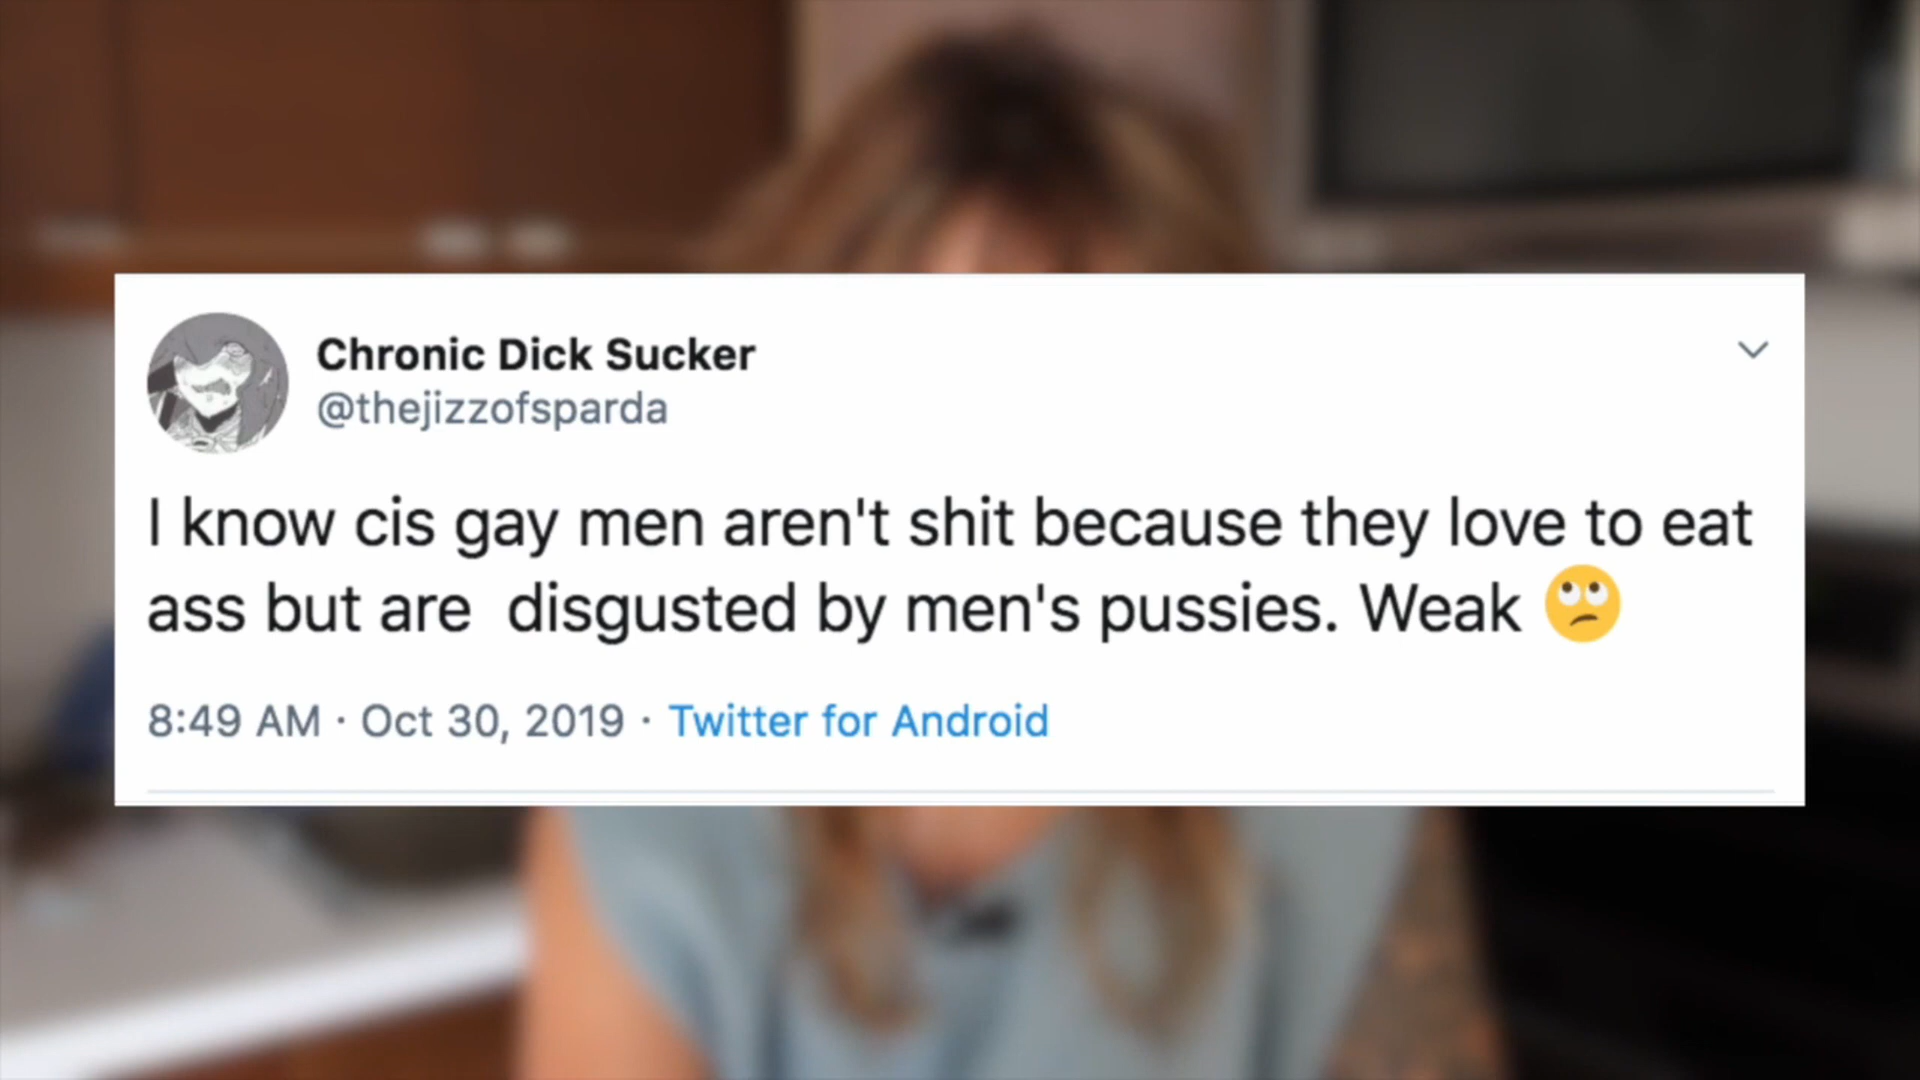 Chronic Dick Sucker
@thejizzofsparda
I know cis gay men aren't shit because they love to eat
ass but are  disgusted by men's pussies. Weak 🙄
8:49 AM · Oct 30, 2019 · Twitter for Android